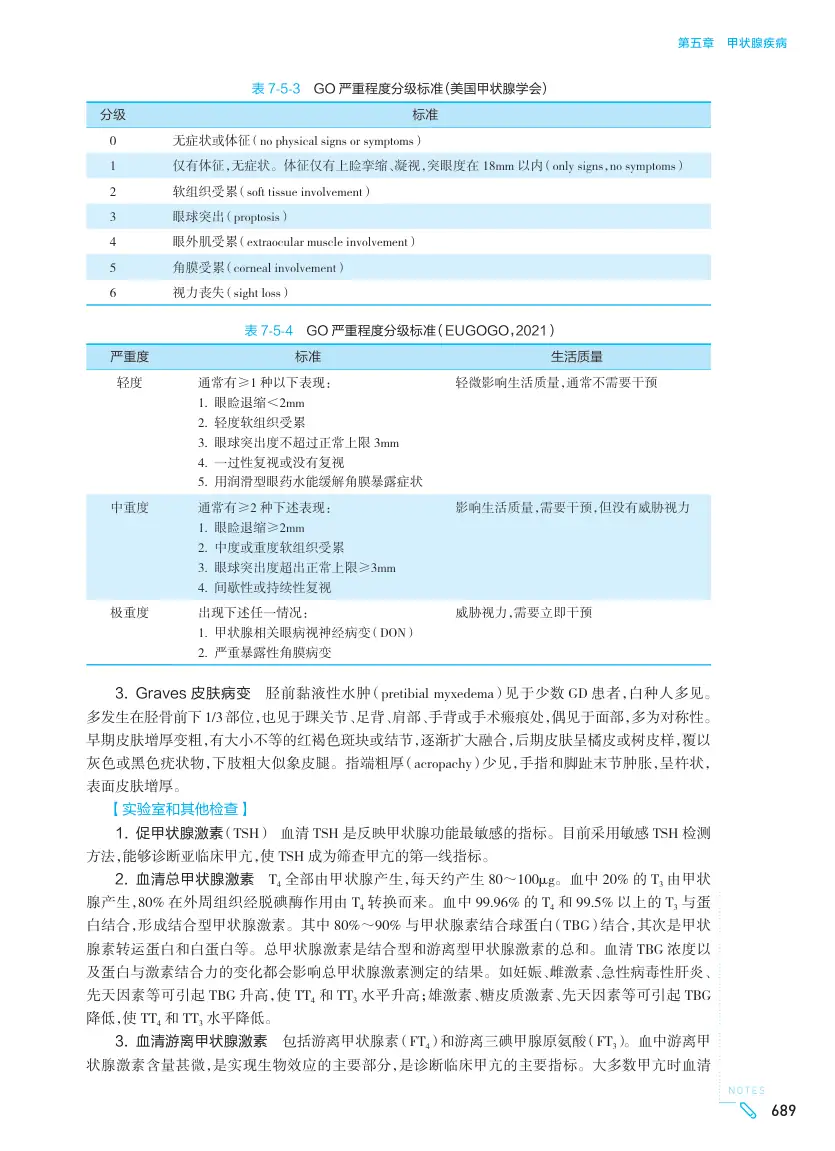 第五章 甲状腺疾病
表 7-5-3 GO 严重程度分级标准(美国甲状腺学会)
分级 标准
0 无症状或体征(no physical signs or symptoms)
1 仅有体征,无症状。体征仅有上睑挛缩、凝视,突眼度在 18mm 以内(only signs,no symptoms)
2 软组织受累(soft tissue involvement)
3 眼球突出(proptosis)
4 眼外肌受累(extraocular muscle involvement)
5 角膜受累(corneal involvement)
6 视力丧失(sight loss)
表 7-5-4 GO 严重程度分级标准(EUGOGO,2021)
严重度 标准 生活质量
轻度 通常有≥1 种以下表现: 轻微影响生活质量,通常不需要干预
1. 眼睑退缩<2mm
2. 轻度软组织受累
3. 眼球突出度不超过正常上限 3mm
4. 一过性复视或没有复视
5. 用润滑型眼药水能缓解角膜暴露症状
中重度 通常有≥2 种下述表现: 影响生活质量,需要干预,但没有威胁视力
1. 眼睑退缩≥2mm
2. 中度或重度软组织受累
3. 眼球突出度超出正常上限≥3mm
4. 间歇性或持续性复视
极重度 出现下述任一情况: 威胁视力,需要立即干预
1. 甲状腺相关眼病视神经病变(DON)
2. 严重暴露性角膜病变
3. Graves 皮肤病变 胫前黏液性水肿(pretibial myxedema)见于少数 GD 患者,白种人多见。
多发生在胫骨前下 1/3 部位,也见于踝关节、足背、肩部、手背或手术瘢痕处,偶见于面部,多为对称性。
早期皮肤增厚变粗,有大小不等的红褐色斑块或结节,逐渐扩大融合,后期皮肤呈橘皮或树皮样,覆以
灰色或黑色疣状物,下肢粗大似象皮腿。指端粗厚(acropachy)少见,手指和脚趾末节肿胀,呈杵状,
表面皮肤增厚。
【实验室和其他检查】
1. 促甲状腺激素(TSH) 血清 TSH 是反映甲状腺功能最敏感的指标。目前采用敏感 TSH 检测
方法,能够诊断亚临床甲亢,使 TSH 成为筛查甲亢的第一线指标。
2. 血清总甲状腺激素 T₄ 全部由甲状腺产生,每天约产生 80～100μg。血中 20% 的 T₃ 由甲状
腺产生,80% 在外周组织经脱碘酶作用由 T₄ 转换而来。血中 99.96% 的 T₄ 和 99.5% 以上的 T₃ 与蛋
白结合,形成结合型甲状腺激素。其中 80%～90% 与甲状腺素结合球蛋白(TBG)结合,其次是甲状
腺素转运蛋白和白蛋白等。总甲状腺激素是结合型和游离型甲状腺激素的总和。血清 TBG 浓度以
及蛋白与激素结合力的变化都会影响总甲状腺激素测定的结果。如妊娠、雌激素、急性病毒性肝炎、
先天因素等可引起 TBG 升高,使 TT₄ 和 TT₃ 水平升高;雄激素、糖皮质激素、先天因素等可引起 TBG
降低,使 TT₄ 和 TT₃ 水平降低。
3. 血清游离甲状腺激素 包括游离甲状腺素(FT₄)和游离三碘甲腺原氨酸(FT₃)。血中游离甲
状腺激素含量甚微,是实现生物效应的主要部分,是诊断临床甲亢的主要指标。大多数甲亢时血清
NOTES
689